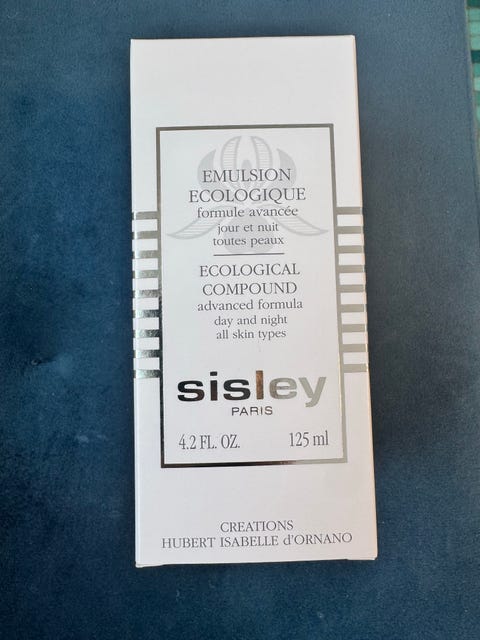 EMULSION
ECOLOGIQUE
formule avancée
jour et nuit
toutes peaux
ECOLOGICAL
COMPOUND
advanced formula
day and night
all skin types
sisley
PARIS
4.2 FL. OZ. 125 ml
CREATIONS
HUBERT ISABELLE d'ORNANO